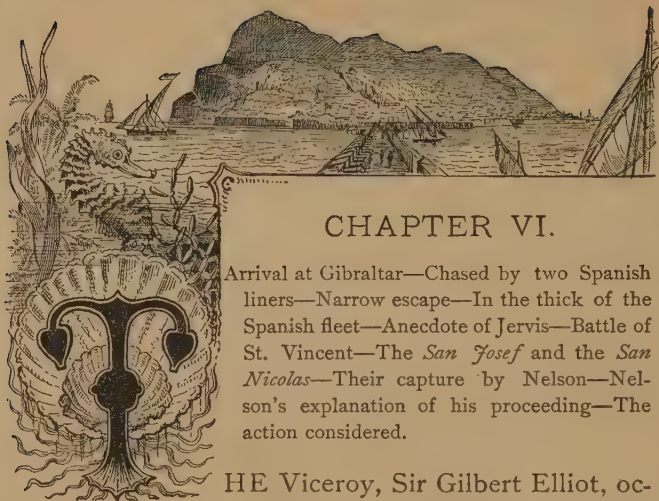 CHAPTER VI.
Arrival at Gibraltar—Chased by two Spanish
liners—Narrow escape—In the thick of the
Spanish fleet—Anecdote of Jervis—Battle of
St. Vincent—The San Josef and the San
Nicolas—Their capture by Nelson—Nel-
son's explanation of his proceeding—The
action considered.
THE Viceroy, Sir Gilbert Elliot, oc-